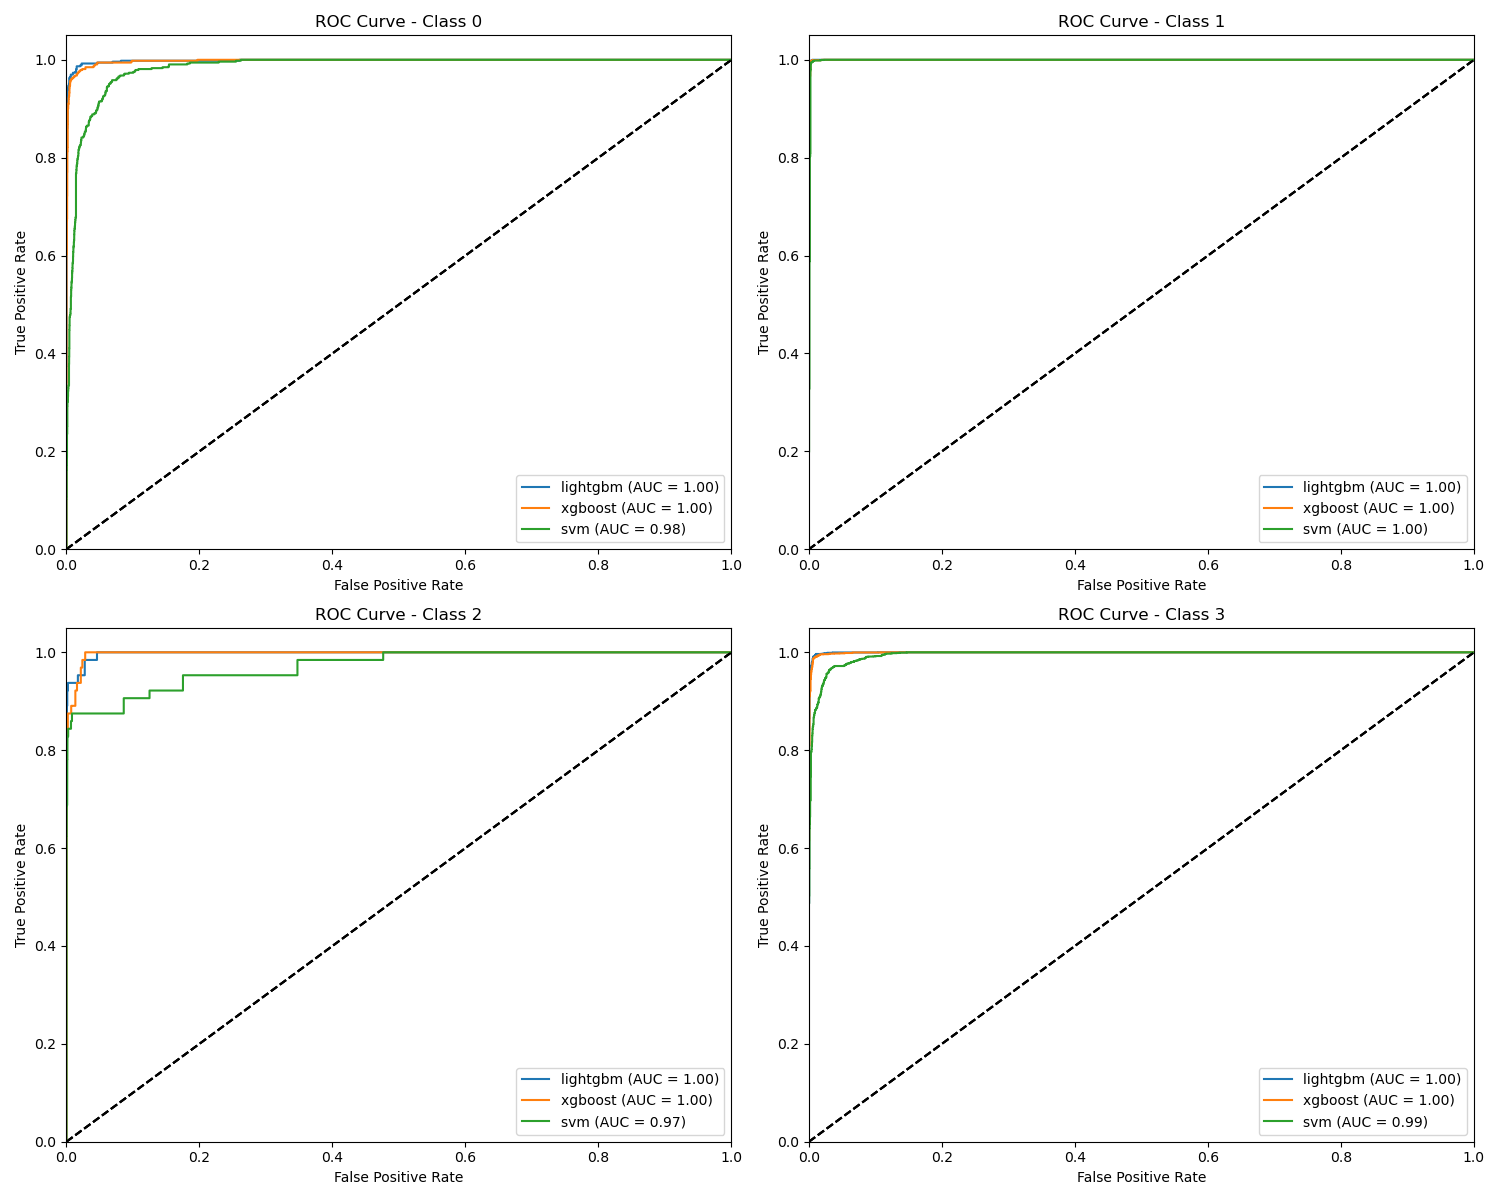 ROC Curve - Class 0
1.0
0.8
0.6
0.4
0.2
0.0
True Positive Rate
lightgbm (AUC = 1.00)
xgboost (AUC = 1.00)
svm (AUC = 0.98)
0.0 0.2 0.4 0.6 0.8 1.0
False Positive Rate
ROC Curve - Class 1
1.0
0.8
0.6
0.4
0.2
0.0
True Positive Rate
lightgbm (AUC = 1.00)
xgboost (AUC = 1.00)
svm (AUC = 1.00)
0.0 0.2 0.4 0.6 0.8 1.0
False Positive Rate
ROC Curve - Class 2
1.0
0.8
0.6
0.4
0.2
0.0
True Positive Rate
lightgbm (AUC = 1.00)
xgboost (AUC = 1.00)
svm (AUC = 0.97)
0.0 0.2 0.4 0.6 0.8 1.0
False Positive Rate
ROC Curve - Class 3
1.0
0.8
0.6
0.4
0.2
0.0
True Positive Rate
lightgbm (AUC = 1.00)
xgboost (AUC = 1.00)
svm (AUC = 0.99)
0.0 0.2 0.4 0.6 0.8 1.0
False Positive Rate